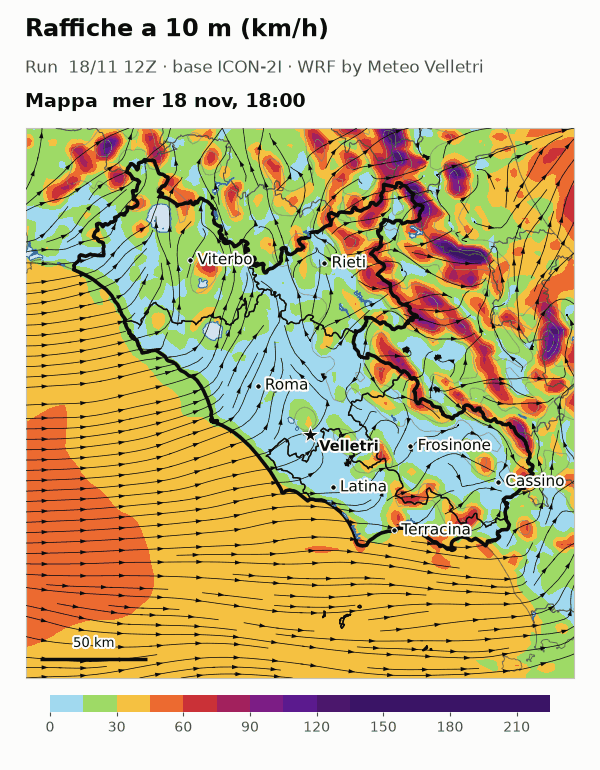 Raffiche a 10 m (km/h)
Run 18/11 12Z · base ICON-2I · WRF by Meteo Velletri
Mappa mer 18 nov, 18:00
Viterbo
Rieti
Roma
Velletri
Frosinone
Cassino
Latina
Terracina
50 km
0 30 60 90 120 150 180 210